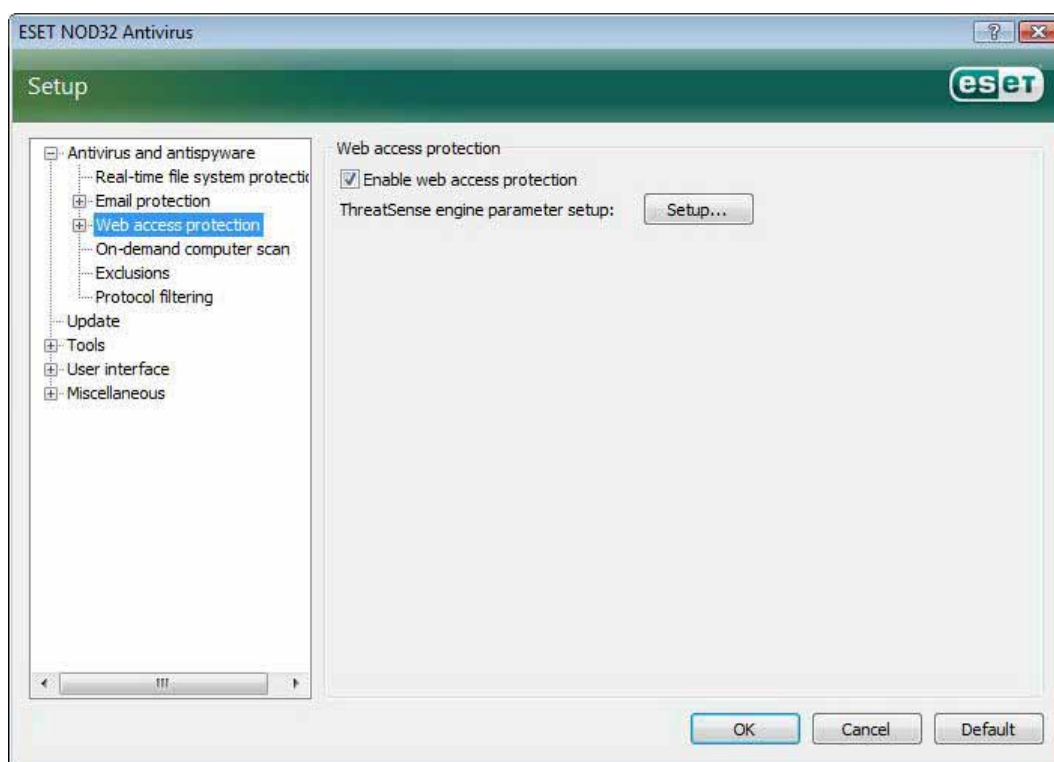 ESET NOD32 Antivirus
Setup
eset
Antivirus and antispyware
Real-time file system protectic
Email protection
Web access protection
On-demand computer scan
Exclusions
Protocol filtering
Update
Tools
User interface
Miscellaneous
Web access protection
Enable web access protection
ThreatSense engine parameter setup: Setup...
OK Cancel Default